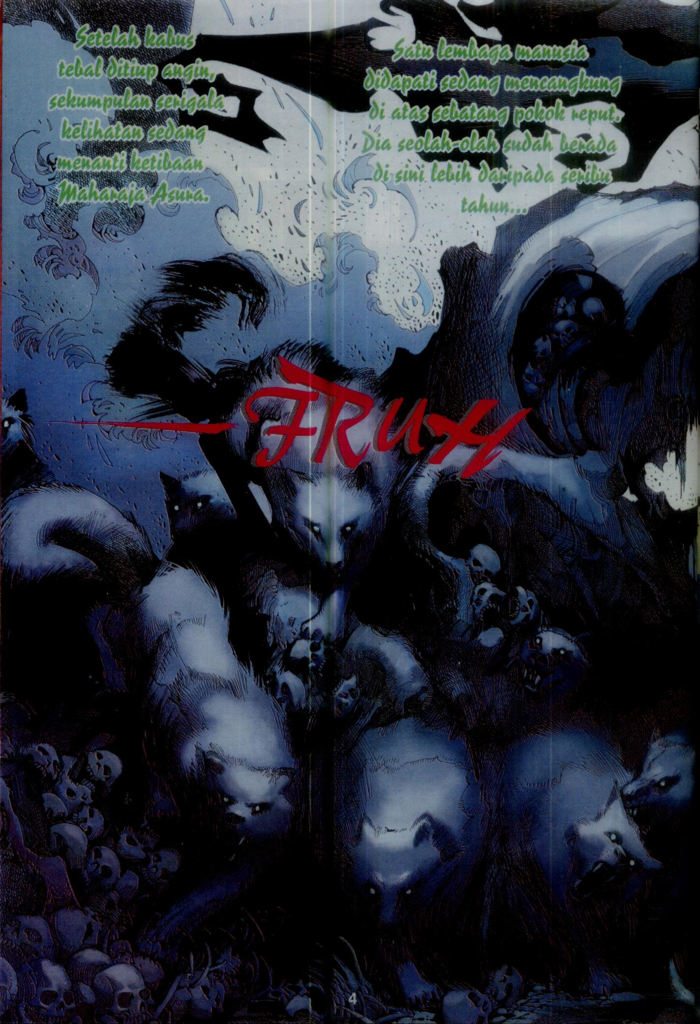 Setelah kabus
tebal ditiup angin,
sekumpulan serigala
kelihatan sedang
menanti ketibaan
Maharaja Asura.
Satu lembaga manusia
didapati sedang mencangkung
di atas sebatang pokok reput.
Dia seolah-olah sudah berada
di sini lebih daripada seribu
tahun...
4